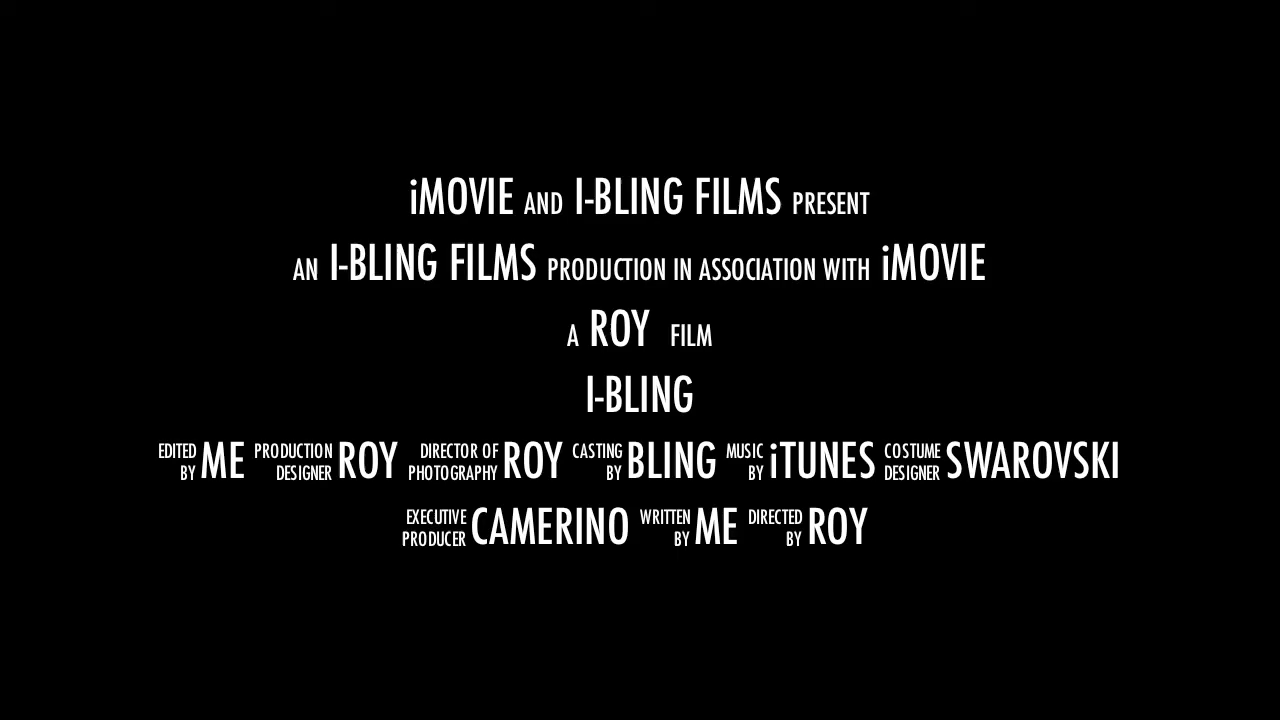 iMOVIE AND I-BLING FILMS PRESENT
AN I-BLING FILMS PRODUCTION IN ASSOCIATION WITH iMOVIE
A ROY FILM
I-BLING
EDITED BY ME PRODUCTION DESIGNER ROY DIRECTOR OF PHOTOGRAPHY ROY CASTING BY BLING MUSIC BY iTUNES COSTUME DESIGNER SWAROVSKI
EXECUTIVE PRODUCER CAMERINO WRITTEN BY ME DIRECTED BY ROY